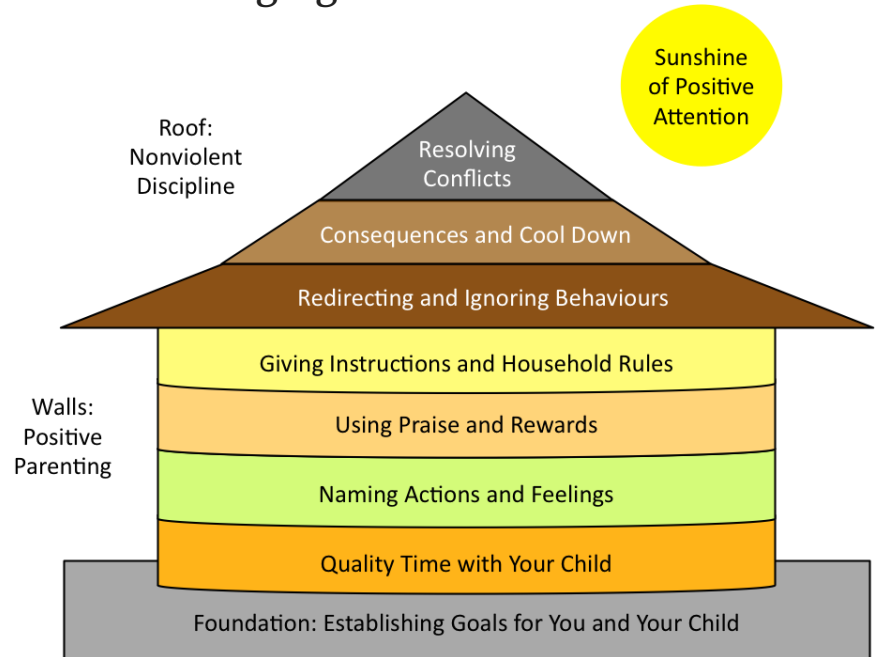 Sunshine
of Positive
Attention
Roof:
Nonviolent
Discipline
Resolving
Conflicts
Consequences and Cool Down
Redirecting and Ignoring Behaviours
Giving Instructions and Household Rules
Walls:
Positive
Parenting
Using Praise and Rewards
Naming Actions and Feelings
Quality Time with Your Child
Foundation: Establishing Goals for You and Your Child